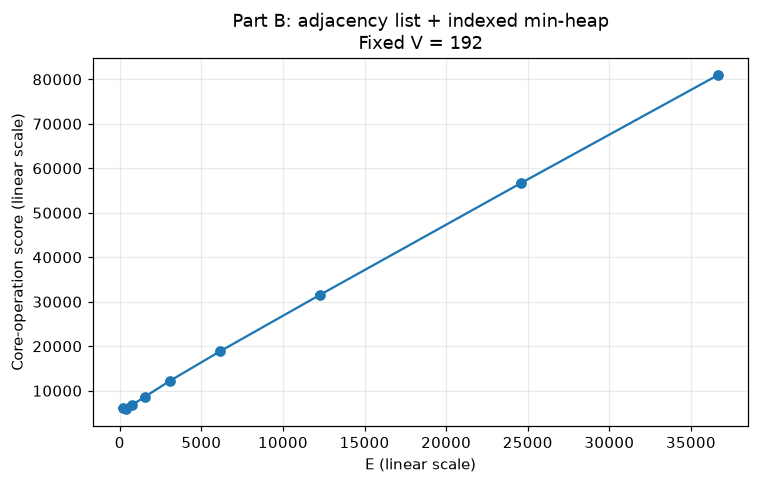 Part B: adjacency list + indexed min-heap
Fixed V = 192
Core-operation score (linear scale)
80000
70000
60000
50000
40000
30000
20000
10000
0 5000 10000 15000 20000 25000 30000 35000
E (linear scale)